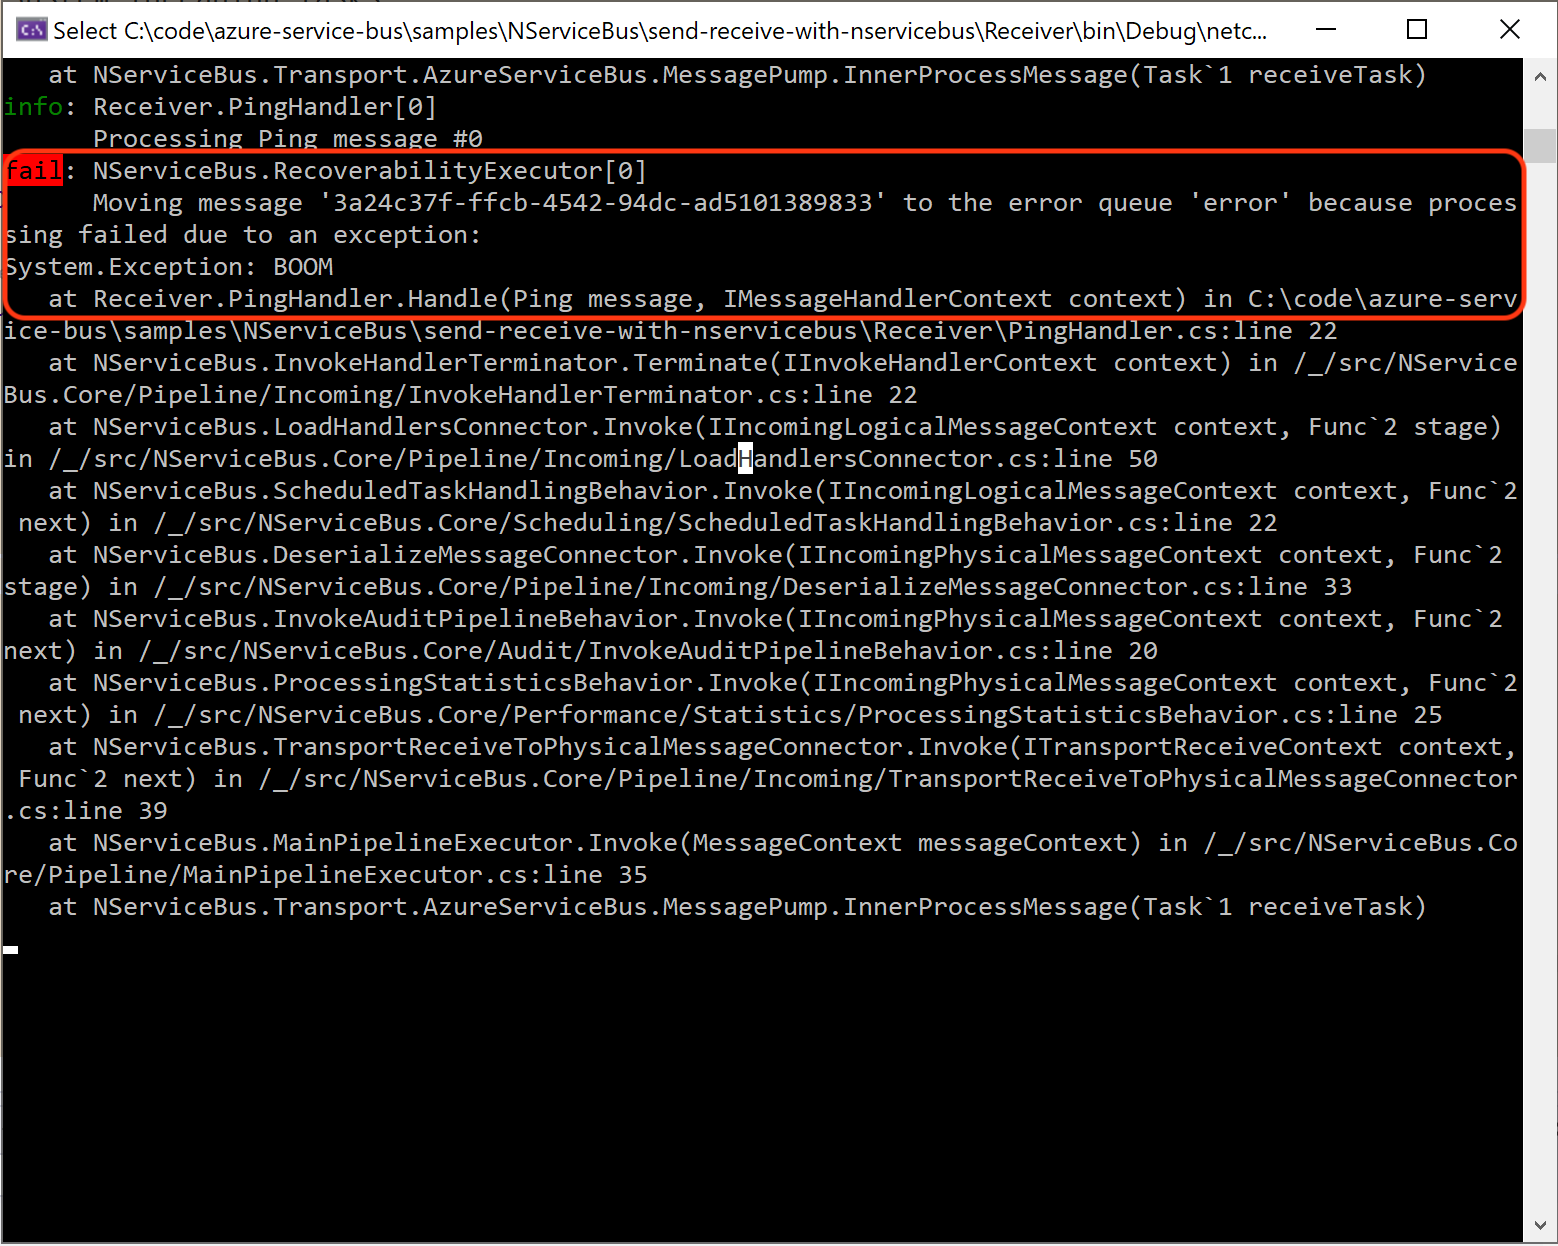 Select C:\code\azure-service-bus\samples\NServiceBus\send-receive-with-nservicebus\Receiver\bin\Debug\netc...
   at NServiceBus.Transport.AzureServiceBus.MessagePump.InnerProcessMessage(Task`1 receiveTask)
info: Receiver.PingHandler[0]
      Processing Ping message #0
fail: NServiceBus.RecoverabilityExecutor[0]
      Moving message '3a24c37f-ffcb-4542-94dc-ad5101389833' to the error queue 'error' because proces
sing failed due to an exception:
System.Exception: BOOM
   at Receiver.PingHandler.Handle(Ping message, IMessageHandlerContext context) in C:\code\azure-serv
ice-bus\samples\NServiceBus\send-receive-with-nservicebus\Receiver\PingHandler.cs:line 22
   at NServiceBus.InvokeHandlerTerminator.Terminate(IInvokeHandlerContext context) in /_/src/NService
Bus.Core/Pipeline/Incoming/InvokeHandlerTerminator.cs:line 22
   at NServiceBus.LoadHandlersConnector.Invoke(IIncomingLogicalMessageContext context, Func`2 stage)
in /_/src/NServiceBus.Core/Pipeline/Incoming/LoadHandlersConnector.cs:line 50
   at NServiceBus.ScheduledTaskHandlingBehavior.Invoke(IIncomingLogicalMessageContext context, Func`2
 next) in /_/src/NServiceBus.Core/Scheduling/ScheduledTaskHandlingBehavior.cs:line 22
   at NServiceBus.DeserializeMessageConnector.Invoke(IIncomingPhysicalMessageContext context, Func`2
stage) in /_/src/NServiceBus.Core/Pipeline/Incoming/DeserializeMessageConnector.cs:line 33
   at NServiceBus.InvokeAuditPipelineBehavior.Invoke(IIncomingPhysicalMessageContext context, Func`2
next) in /_/src/NServiceBus.Core/Audit/InvokeAuditPipelineBehavior.cs:line 20
   at NServiceBus.ProcessingStatisticsBehavior.Invoke(IIncomingPhysicalMessageContext context, Func`2
 next) in /_/src/NServiceBus.Core/Performance/Statistics/ProcessingStatisticsBehavior.cs:line 25
   at NServiceBus.TransportReceiveToPhysicalMessageConnector.Invoke(ITransportReceiveContext context,
 Func`2 next) in /_/src/NServiceBus.Core/Pipeline/Incoming/TransportReceiveToPhysicalMessageConnector
.cs:line 39
   at NServiceBus.MainPipelineExecutor.Invoke(MessageContext messageContext) in /_/src/NServiceBus.Co
re/Pipeline/MainPipelineExecutor.cs:line 35
   at NServiceBus.Transport.AzureServiceBus.MessagePump.InnerProcessMessage(Task`1 receiveTask)